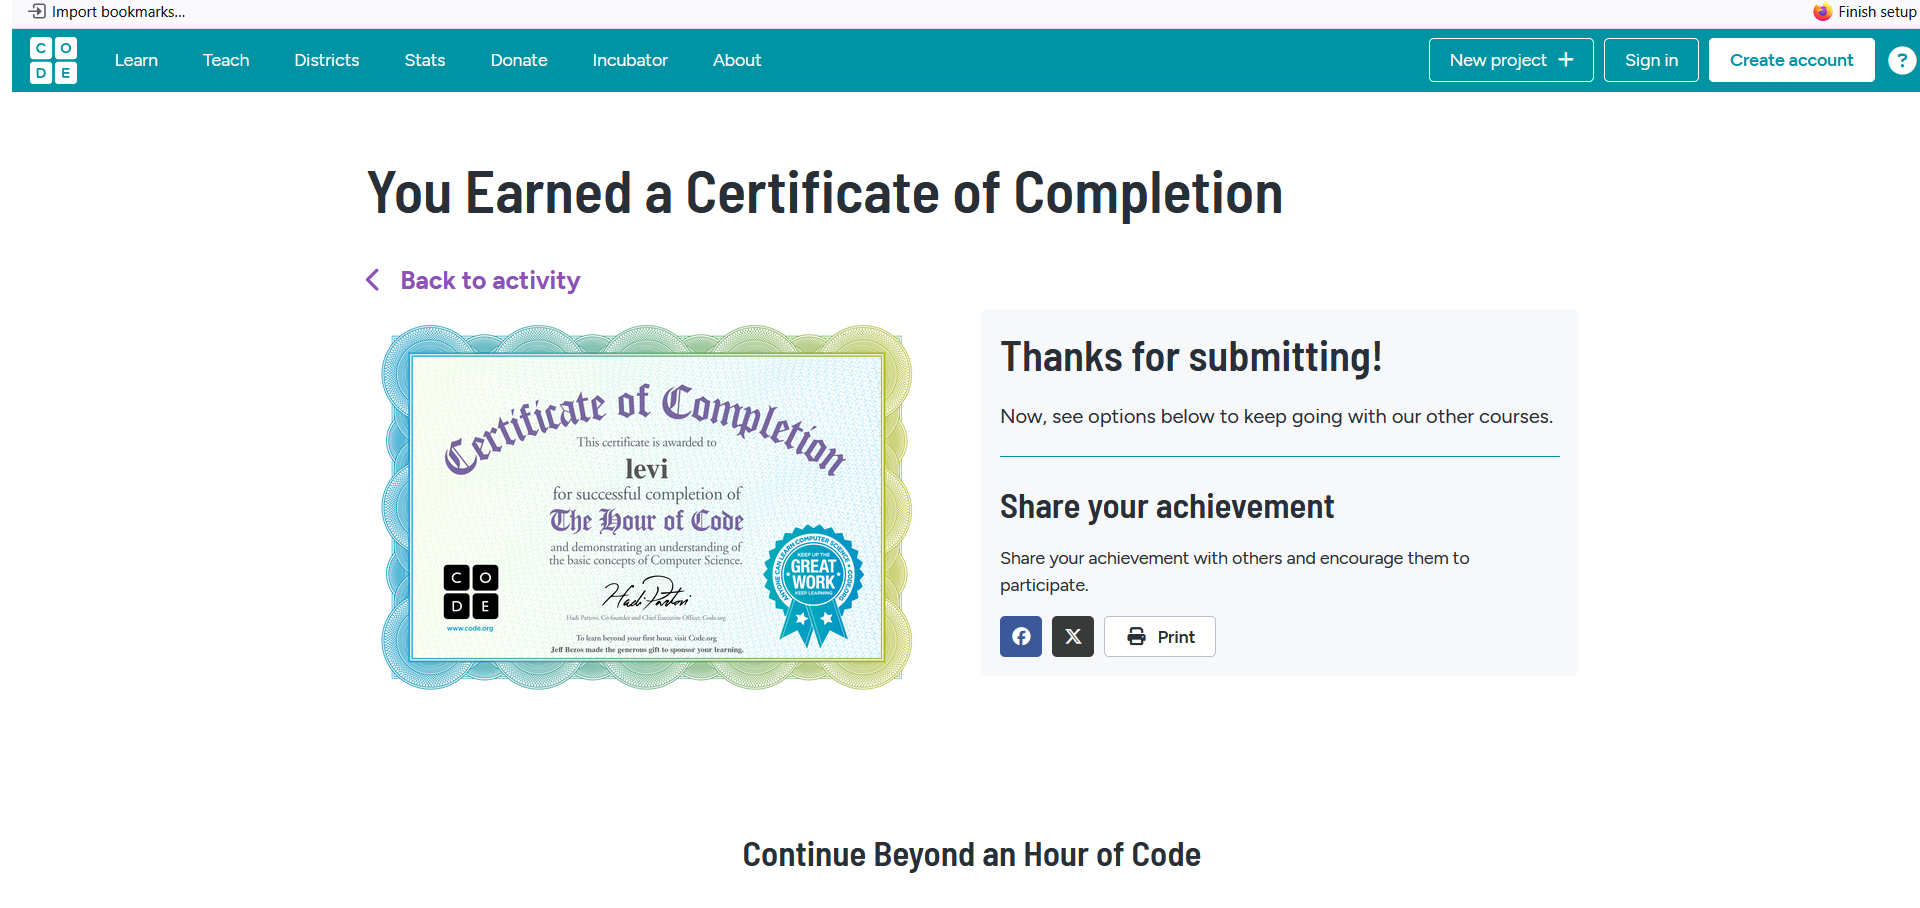 Import bookmarks...
Finish setup
CODE
Learn
Teach
Districts
Stats
Donate
Incubator
About
New project +
Sign in
Create account
?
You Earned a Certificate of Completion
Back to activity
Certificate of Completion
This certificate is awarded to
levi
for successful completion of
The Hour of Code
and demonstrating an understanding of
the basic concepts of Computer Science.
Hadi Partovi
Hadi Partovi, Co-founder and Chief Executive Officer, Code.org
To learn beyond your first hour, visit Code.org
Jeff Bezos made the generous gift to sponsor your learning.
CODE
www.code.org
ANYONE CAN LEARN COMPUTER SCIENCE • CODE.ORG
KEEP UP THE
GREAT
WORK
KEEP LEARNING
Thanks for submitting!
Now, see options below to keep going with our other courses.
Share your achievement
Share your achievement with others and encourage them to
participate.
Print
Continue Beyond an Hour of Code